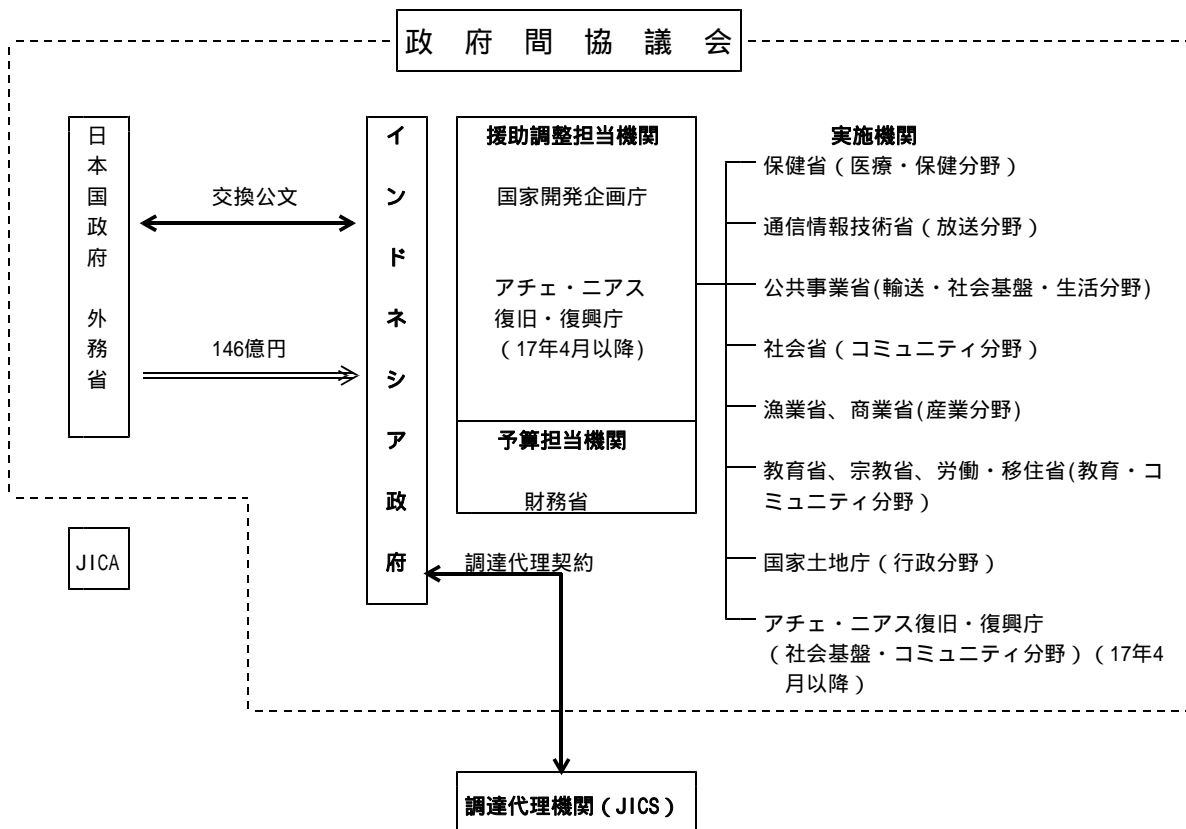 政府間協議会
日本国政府 外務省
交換公文
146億円
インドネシア政府
援助調整担当機関
国家開発企画庁
アチェ・ニアス
復旧・復興庁
(17年4月以降)
予算担当機関
財務省
実施機関
保健省(医療・保健分野)
通信情報技術省(放送分野)
公共事業省(輸送・社会基盤・生活分野)
社会省(コミュニティ分野)
漁業省、商業省(産業分野)
教育省、宗教省、労働・移住省(教育・コ
ミュニティ分野)
国家土地庁(行政分野)
アチェ・ニアス復旧・復興庁
(社会基盤・コミュニティ分野)(17年4
月以降)
JICA
調達代理契約
調達代理機関(JICS)